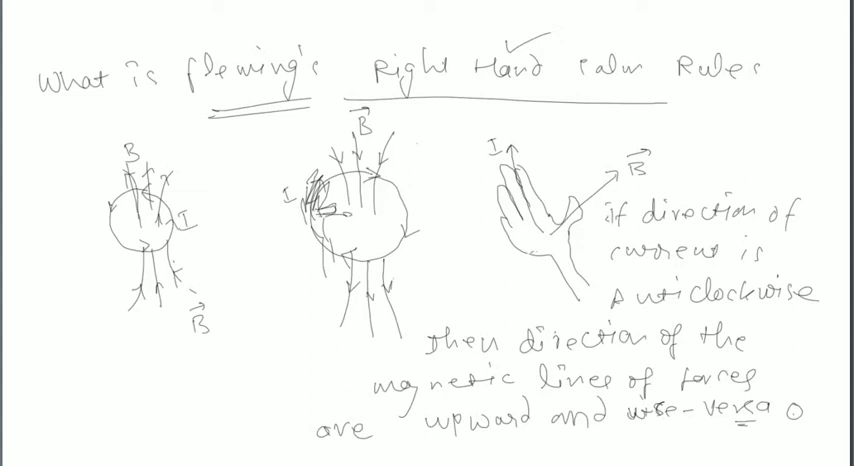 What is Fleming's Right Hand Palm Rules
B
I
B
B
I
I
B
if direction of
current is
Anticlockwise
Then direction of the
magnetic lines of forces
are upward and wise-versa